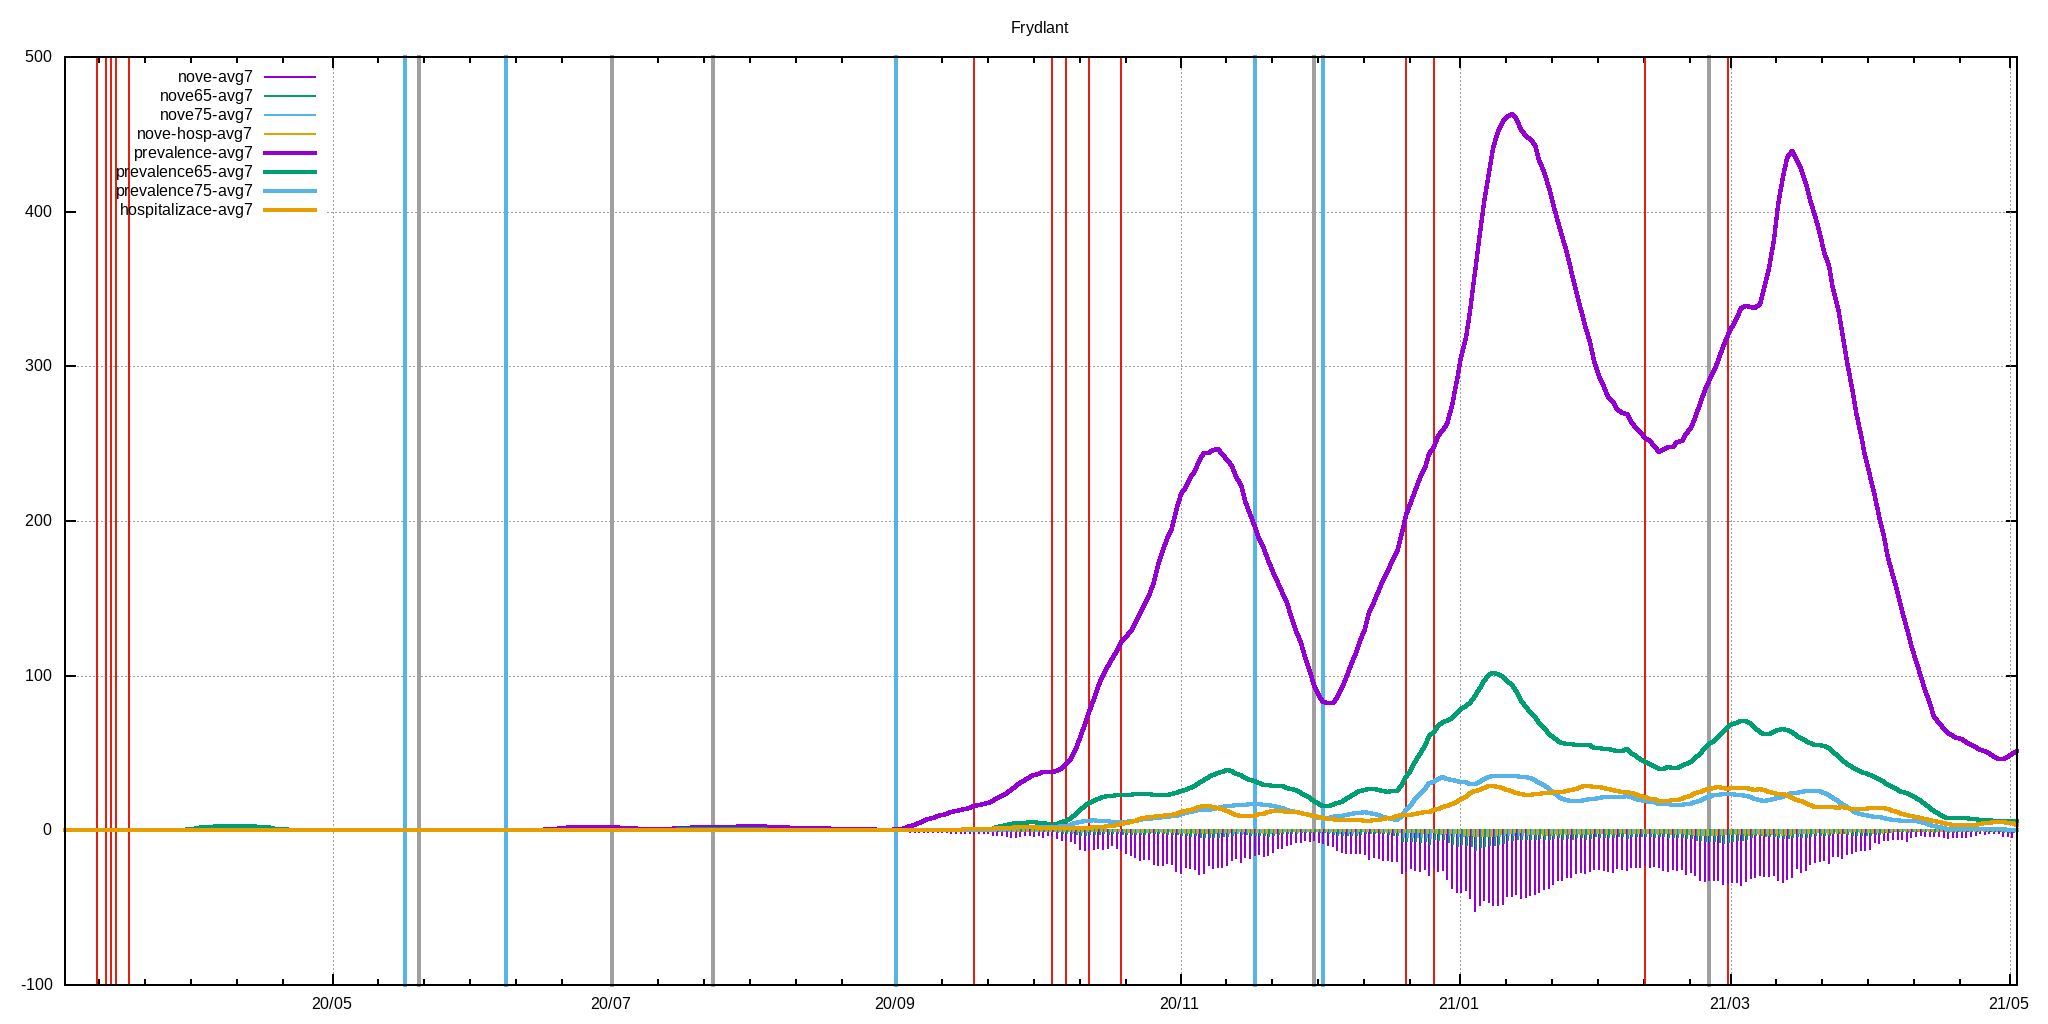 Frydlant
500
400
300
200
100
0
-100
nove-avg7
nove65-avg7
nove75-avg7
nove-hosp-avg7
prevalence-avg7
prevalence65-avg7
prevalence75-avg7
hospitalizace-avg7
20/05 20/07 20/09 20/11 21/01 21/03 21/05